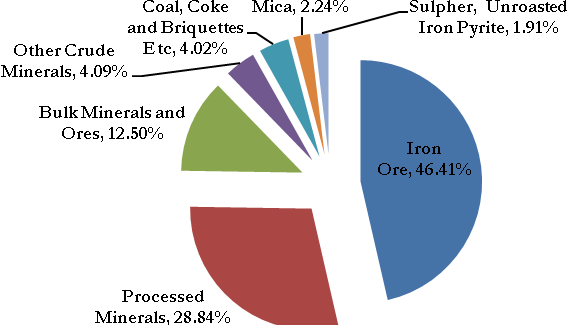 Coal, Coke
and Briquettes
Etc, 4.02%
Mica, 2.24%
Sulpher, Unroasted
Iron Pyrite, 1.91%
Other Crude
Minerals, 4.09%
Bulk Minerals and
Ores, 12.50%
Iron
Ore, 46.41%
Processed
Minerals, 28.84%